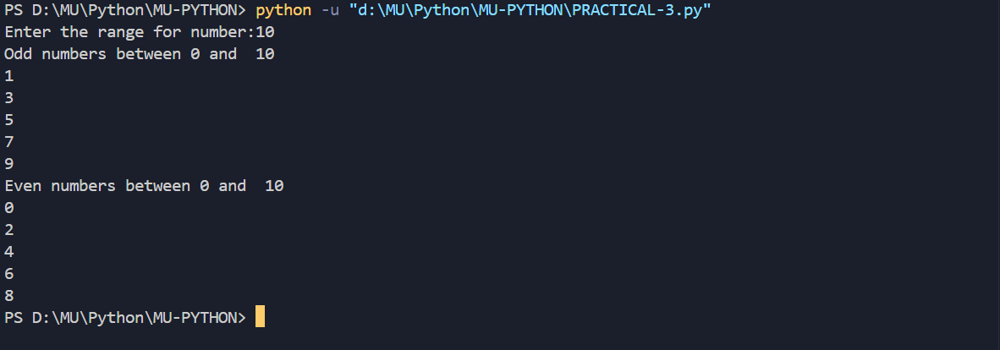 PS D:\MU\Python\MU-PYTHON> python -u "d:\MU\Python\MU-PYTHON\PRACTICAL-3.py"
Enter the range for number:10
Odd numbers between 0 and  10
1
3
5
7
9
Even numbers between 0 and  10
0
2
4
6
8
PS D:\MU\Python\MU-PYTHON>